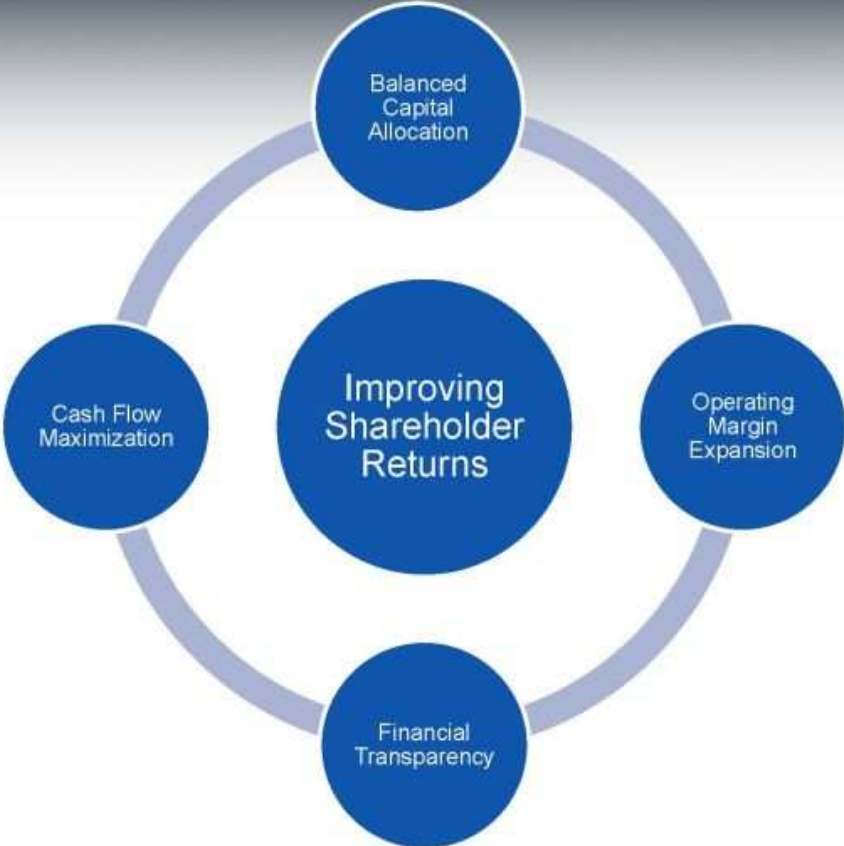 Balanced
Capital
Allocation
Cash Flow
Maximization
Improving
Shareholder
Returns
Operating
Margin
Expansion
Financial
Transparency